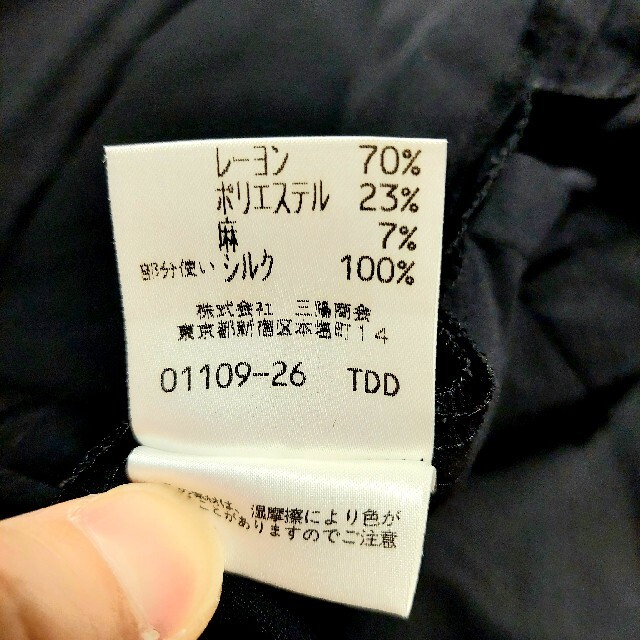 レーヨン 70%
ポリエステル 23%
麻 7%
部分使い シルク 100%
株式会社 三陽商会
東京都新宿区本塩町14
01109-26 TDD
は、湿摩擦により色が
ことがありますのでご注意